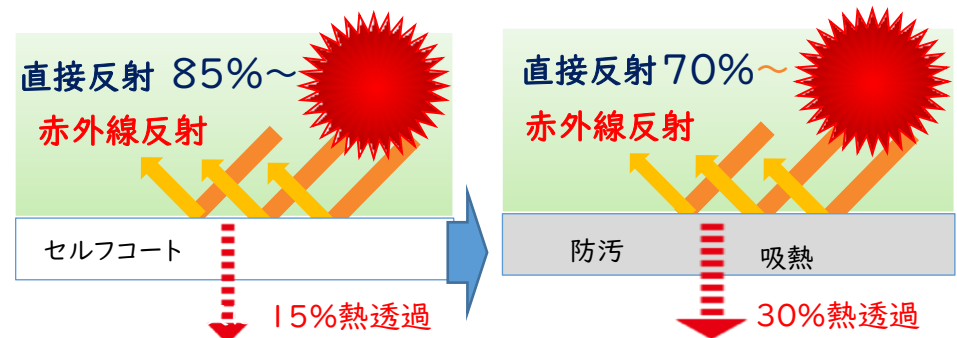 直接反射 85%~
赤外線反射
セルフコート
15%熱透過
直接反射70%~
赤外線反射
防汚 吸熱
30%熱透過